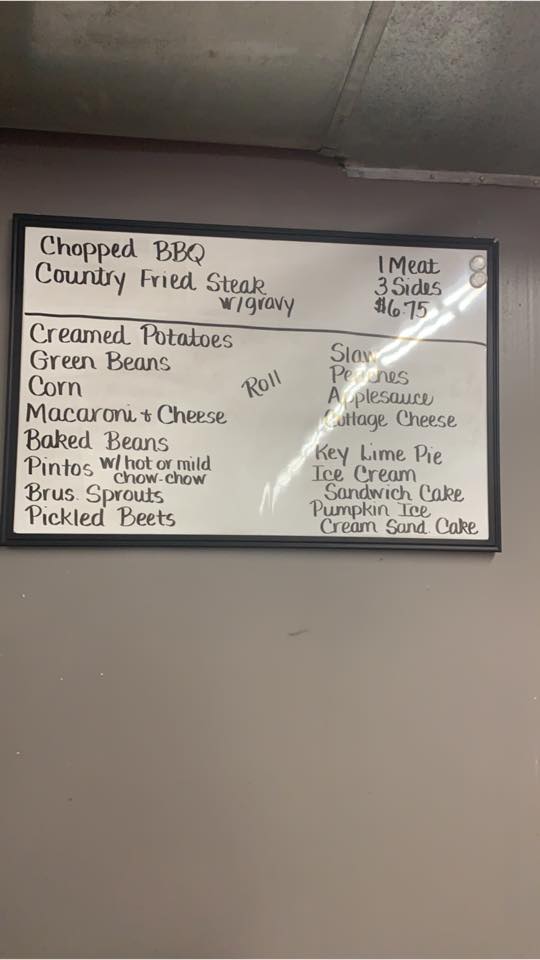 Chopped BBQ
Country Fried Steak
w/gravy
1 Meat
3 Sides
$6.75
Creamed Potatoes
Green Beans
Corn
Macaroni + Cheese
Baked Beans
Pintos w/ hot or mild
chow-chow
Brus. Sprouts
Pickled Beets
Roll
Slaw
Peaches
Applesauce
Cottage Cheese
Key Lime Pie
Ice Cream
Sandwich Cake
Pumpkin Ice
Cream Sand. Cake